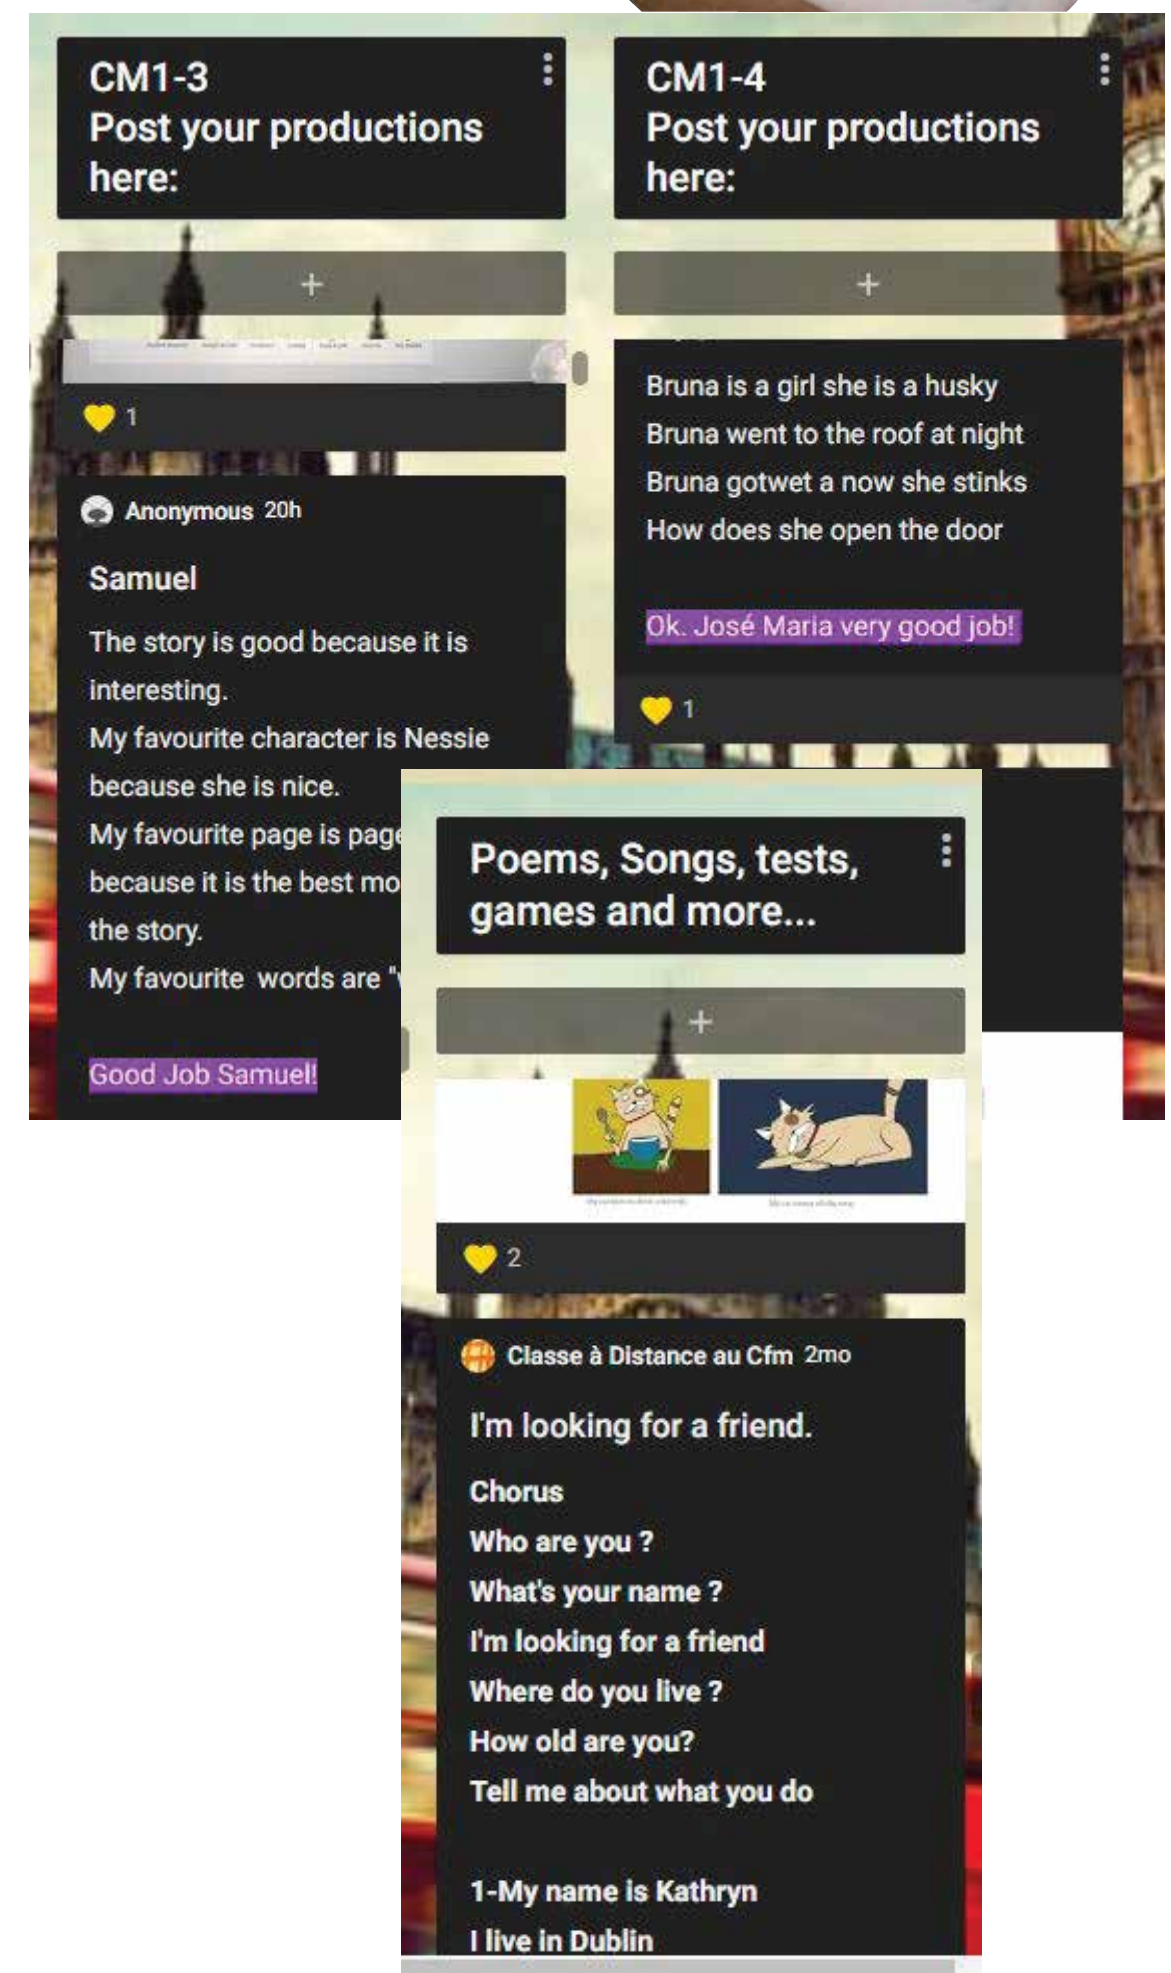 CM1-3
Post your productions
here:
+
1
Anonymous 20h
Samuel
The story is good because it is
interesting.
My favourite character is Nessie
because she is nice.
My favourite page is page
because it is the best
the story.
My favourite  words are
Good Job Samuel!
CM1-4
Post your productions
here:
+
Bruna is a girl she is a husky
Bruna went to the roof at night
Bruna gotwet a now she stinks
How does she open the door
Ok. José Maria very good job!
1
Poems, Songs, tests,
games and more...
+
2
Classe à Distance au Cfm 2mo
I'm looking for a friend.
Chorus
Who are you ?
What's your name ?
I'm looking for a friend
Where do you live ?
How old are you?
Tell me about what you do
1-My name is Kathryn
I live in Dublin